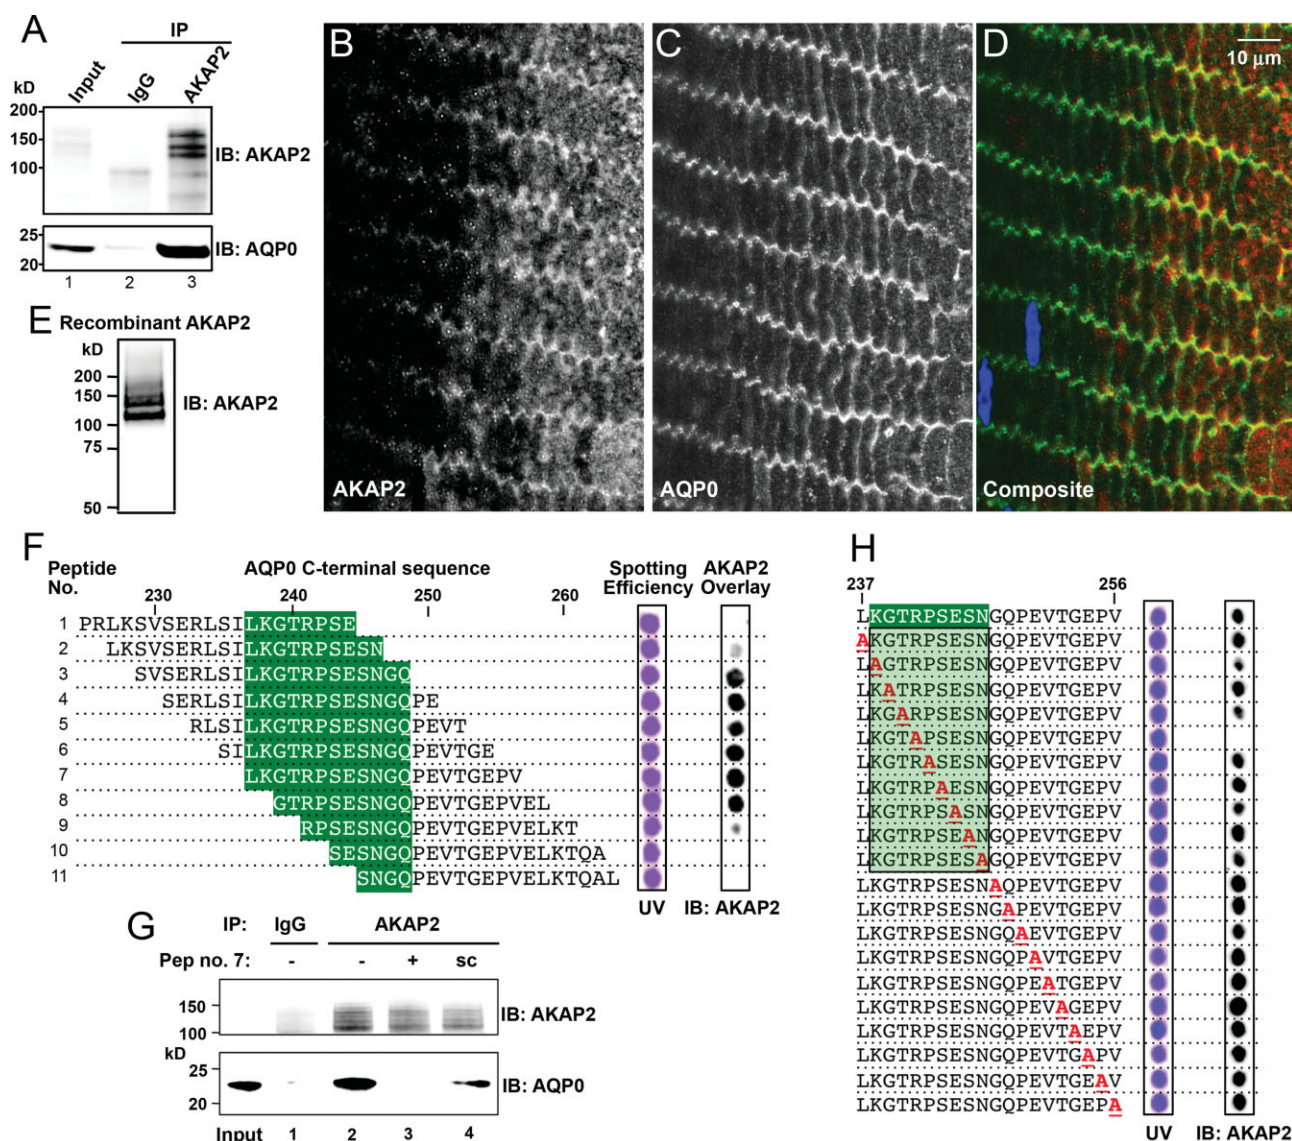 A
IP
kD
Input
IgG
AKAP2
200
150
100
IB: AKAP2
25
20
IB: AQP0
1 2 3
B
AKAP2
C
AQP0
D
10 μm
Composite
E
Recombinant AKAP2
kD
200
150
100
75
50
IB: AKAP2
F
Peptide No.
AQP0 C-terminal sequence
Spotting Efficiency
AKAP2 Overlay
230 240 250 260
1 PRLKSVSERLSILKGTRPSE
2 LKSVSERLSILKGTRPSESN
3 SVSERLSILKGTRPSESNGQ
4 SERLSILKGTRPSESNGQPE
5 RLSILKGTRPSESNGQPEVT
6 SILKGTRPSESNGQPEVTGE
7 LKGTRPSESNGQPEVTGEPV
8 GTRPSESNGQPEVTGEPVEL
9 RPSESNGQPEVTGEPVELKT
10 SESNGQPEVTGEPVELKTQA
11 SNGQPEVTGEPVELKTQAL
UV
IB: AKAP2
G
IP: IgG AKAP2
Pep no. 7: - - + sc
150
100
IB: AKAP2
kD
25
20
IB: AQP0
Input 1 2 3 4
H
237 256
LKGTRPSESNGQPEVTGEPV
AKGTRPSESNGQPEVTGEPV
LAGTRPSESNGQPEVTGEPV
LKATRPSESNGQPEVTGEPV
LKGARPSESNGQPEVTGEPV
LKGTAPSESNGQPEVTGEPV
LKGTRASESNGQPEVTGEPV
LKGTRPAESNGQPEVTGEPV
LKGTRPSASNGQPEVTGEPV
LKGTRPSEANGQPEVTGEPV
LKGTRPSESAGQPEVTGEPV
LKGTRPSESNAQPEVTGEPV
LKGTRPSESNGAPEVTGEPV
LKGTRPSESNGQAEVTGEPV
LKGTRPSESNGQPAVTGEPV
LKGTRPSESNGQPEATGEPV
LKGTRPSESNGQPEVAGEPV
LKGTRPSESNGQPEVTAEPV
LKGTRPSESNGQPEVTGAPV
LKGTRPSESNGQPEVTGEAV
LKGTRPSESNGQPEVTGEPA
UV
IB: AKAP2